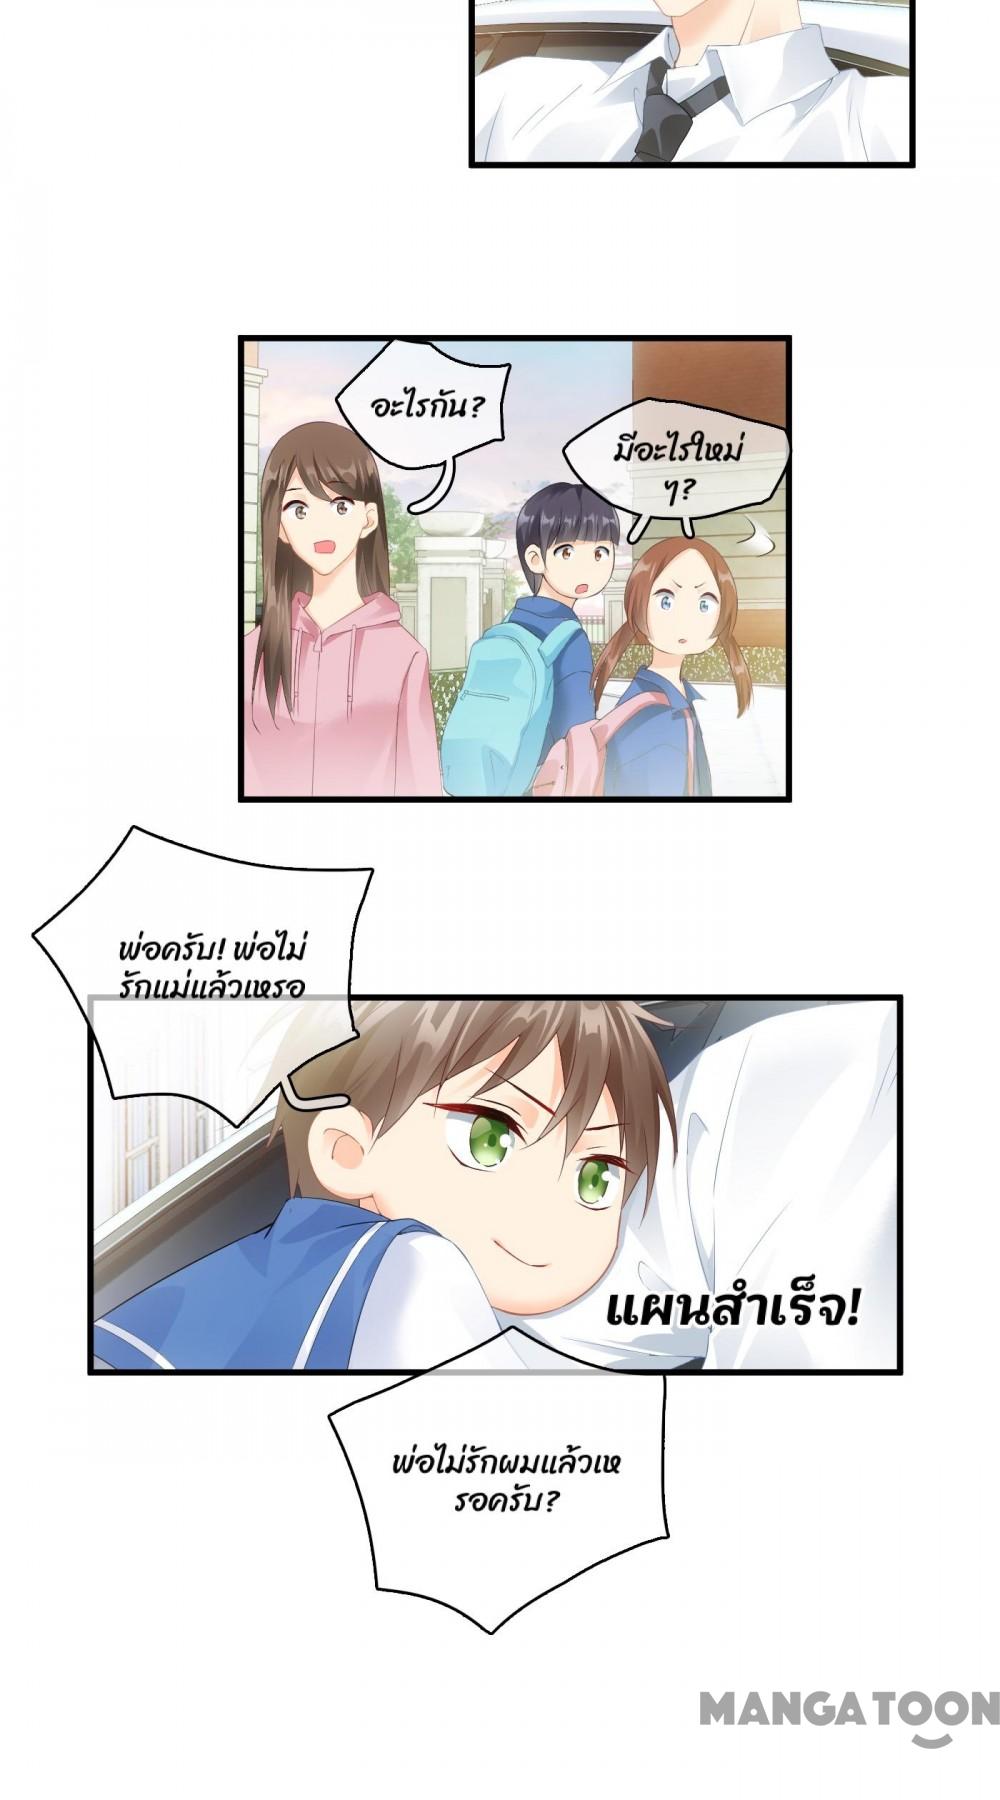 อะไรกัน?
มีอะไรใหม่
ๆ?
พ่อครับ! พ่อไม่
รักแม่แล้วเหรอ
แผนสำเร็จ!
พ่อไม่รักผมแล้วเห
รอครับ?
MANGATOON